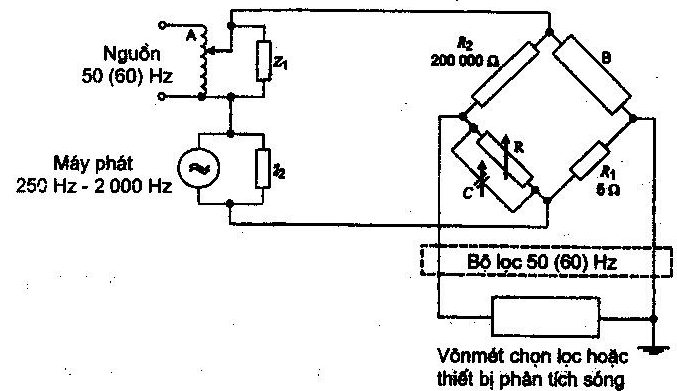 A
Nguồn
50 (60) Hz
Z1
R2
200 000 Ω
B
Máy phát
250 Hz - 2 000 Hz
Z2
R
C
R1
5 Ω
Bộ lọc 50 (60) Hz
Vônmét chọn lọc hoặc
thiết bị phân tích sóng